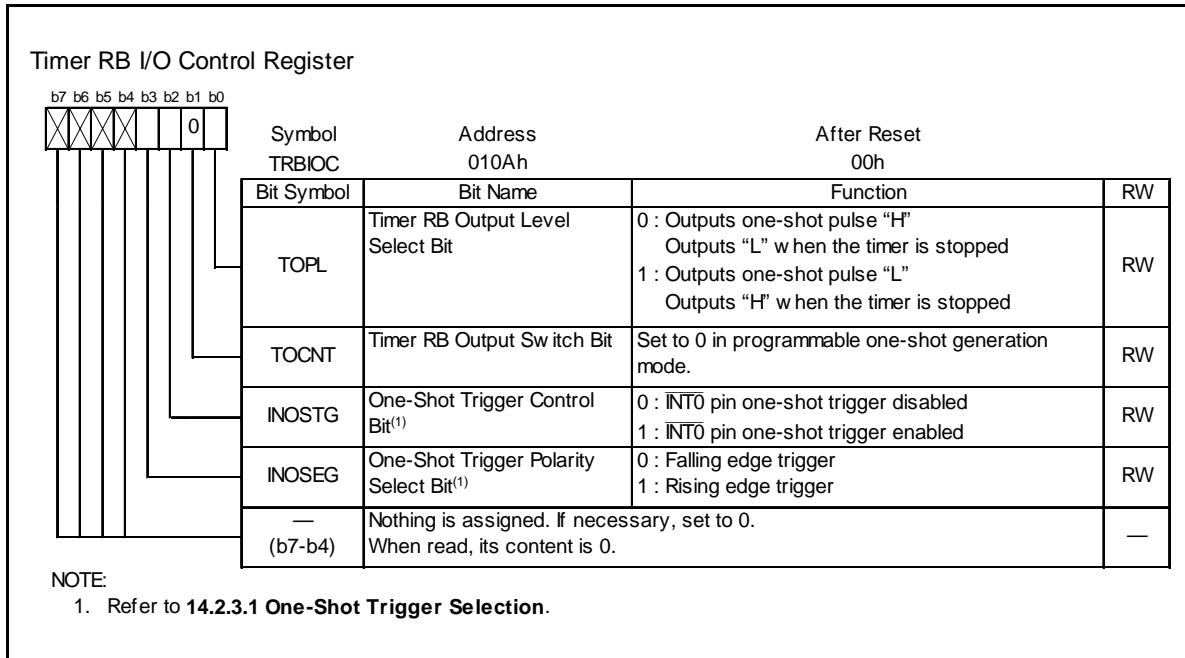 Timer RB I/O Control Register
b7 b6 b5 b4 b3 b2 b1 b0
0
Symbol Address After Reset
TRBIOC 010Ah 00h
Bit Symbol Bit Name Function RW
TOPL Timer RB Output Level Select Bit 0 : Outputs one-shot pulse “H”
Outputs “L” when the timer is stopped
1 : Outputs one-shot pulse “L”
Outputs “H” when the timer is stopped RW
TOCNT Timer RB Output Switch Bit Set to 0 in programmable one-shot generation mode. RW
INOSTG One-Shot Trigger Control Bit(1) 0 : INT0 pin one-shot trigger disabled
1 : INT0 pin one-shot trigger enabled RW
INOSEG One-Shot Trigger Polarity Select Bit(1) 0 : Falling edge trigger
1 : Rising edge trigger RW
— (b7-b4) Nothing is assigned. If necessary, set to 0.
When read, its content is 0. —
NOTE:
1. Refer to 14.2.3.1 One-Shot Trigger Selection.